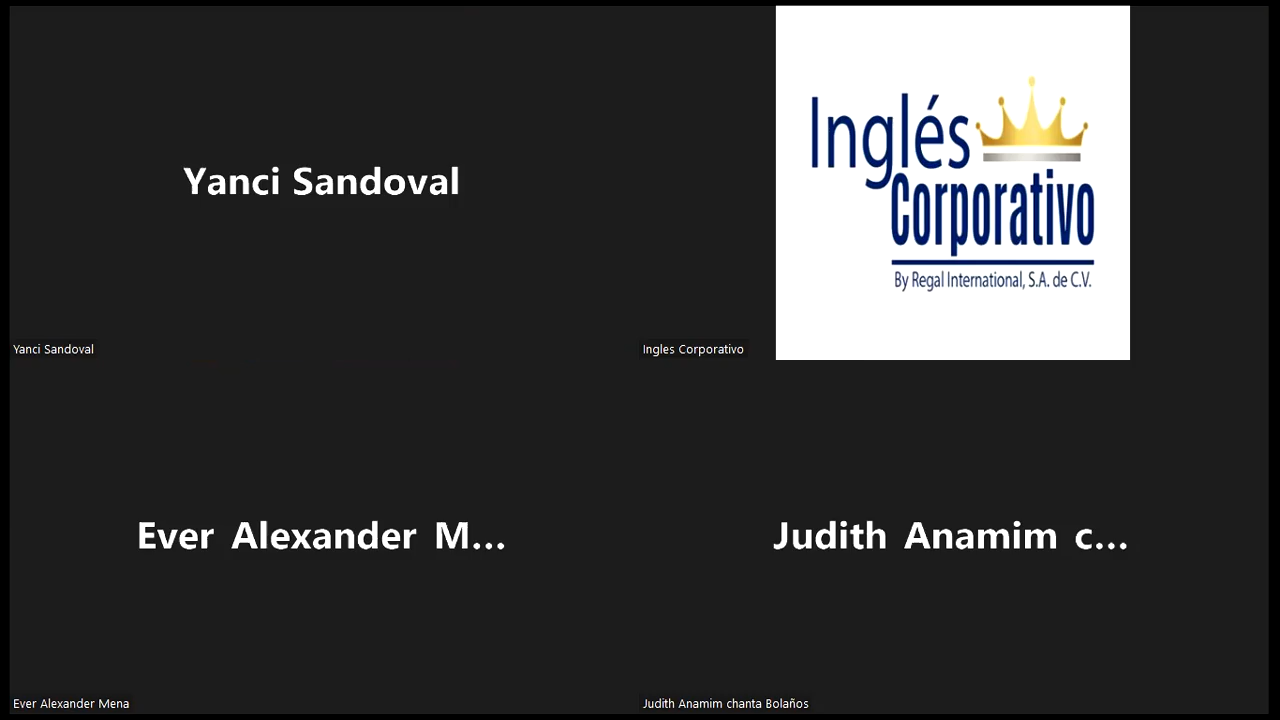 Yanci Sandoval
Inglés
Corporativo
By Regal International, S.A. de C.V.
Yanci Sandoval
Ingles Corporativo
Ever Alexander M...
Judith Anamim c...
Ever Alexander Mena
Judith Anamim chanta Bolaños